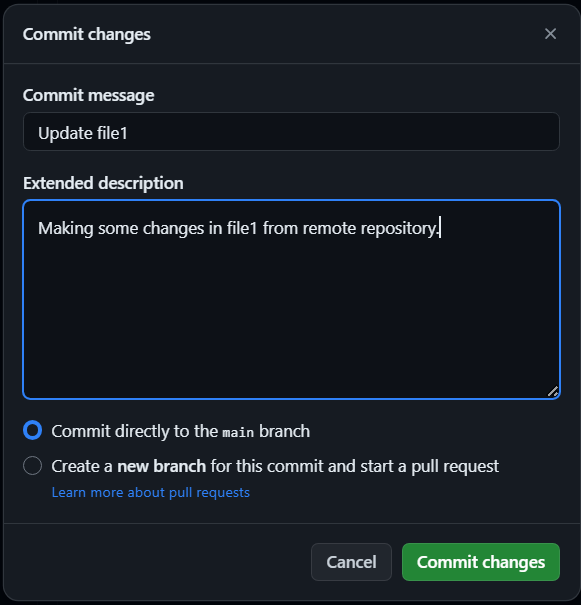 Commit changes
Commit message
Update file1
Extended description
Making some changes in file1 from remote repository.
Commit directly to the main branch
Create a new branch for this commit and start a pull request
Learn more about pull requests
Cancel
Commit changes